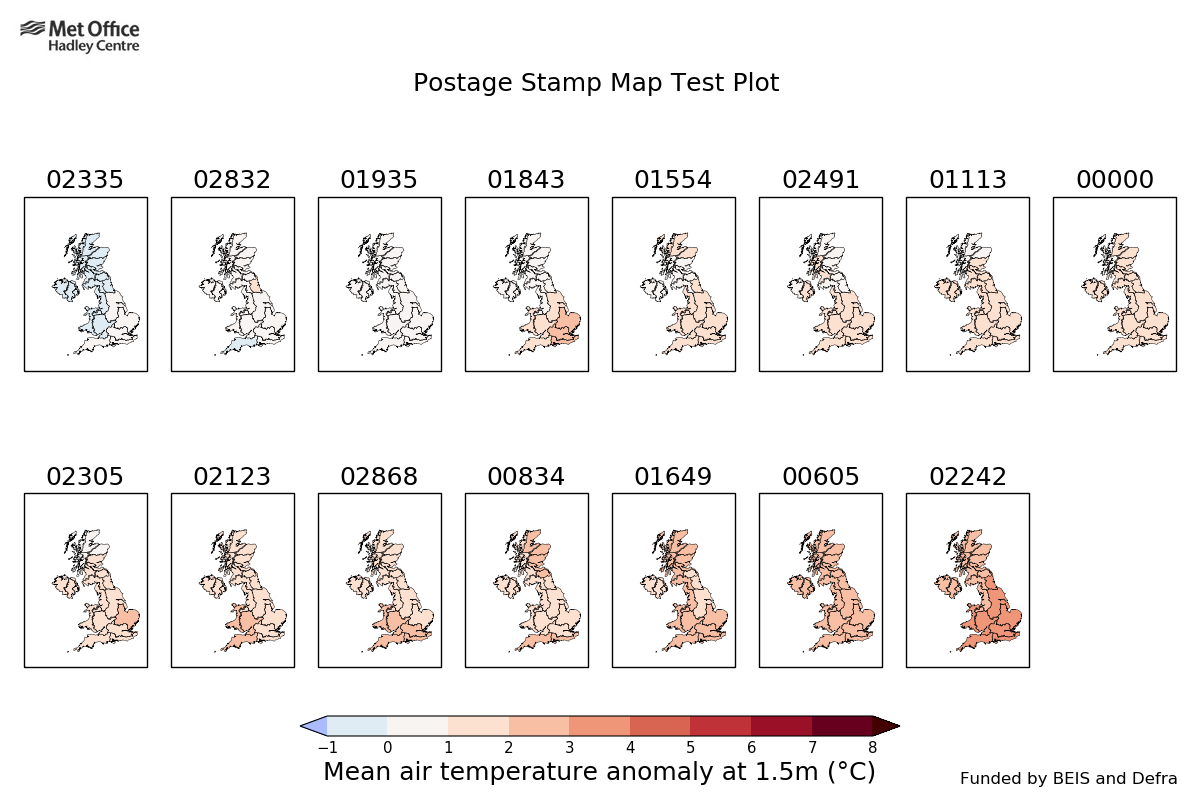 Met Office
Hadley Centre
Postage Stamp Map Test Plot
02335 02832 01935 01843 01554 02491 01113 00000
02305 02123 02868 00834 01649 00605 02242
−1 0 1 2 3 4 5 6 7 8
Mean air temperature anomaly at 1.5m (°C)
Funded by BEIS and Defra